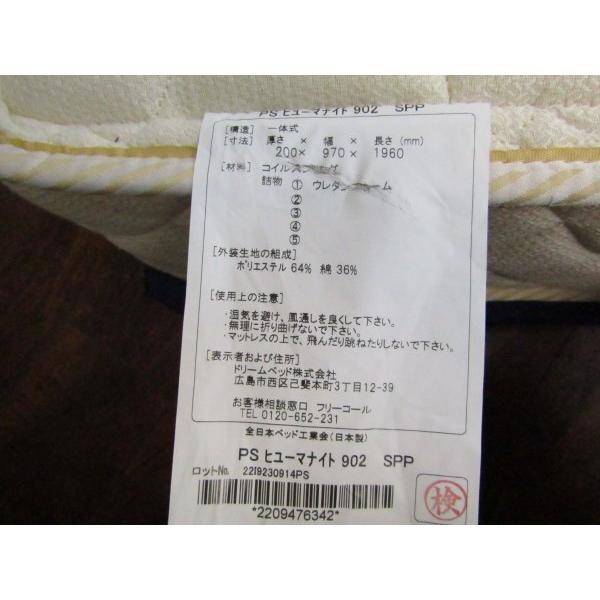 PS ヒューマナイト 902 SPP
[構造] 一体式
[寸法] 厚さ × 幅 × 長さ (mm)
200× 970× 1960
[材料] コイルスプリング
詰物 ① ウレタンフォーム
②
③
④
⑤
[外装生地の組成]
ポリエステル 64% 綿 36%
[使用上の注意]
・湿気を避け、風通しを良くして下さい。
・無理に折り曲げないで下さい。
・マットレスの上で、飛んだり跳ねたりしないで下さい。
[表示者および住所]
ドリームベッド株式会社
広島市西区己斐本町3丁目12-39
お客様相談窓口 フリーコール
TEL 0120-652-231
全日本ベッド工業会(日本製)
PS ヒューマナイト 902 SPP
ロットNo. 22I9230914PS
*2209476342*
検